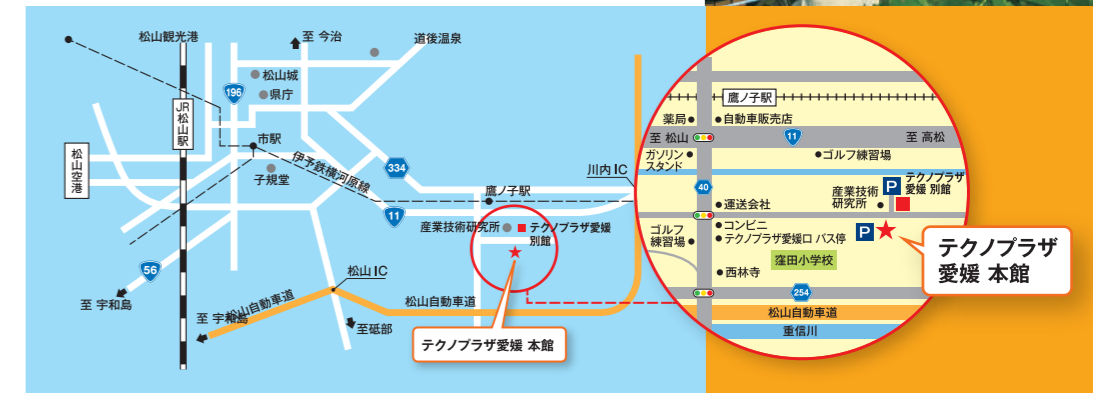 松山観光港
至 今治
道後温泉
松山城
県庁
196
JR松山駅
市駅
松山空港
子規堂
伊予鉄横河原線
334
川内IC
鷹ノ子駅
11
産業技術研究所
テクノプラザ愛媛
別館
56
松山IC
至 宇和島
至 宇和島
松山自動車道
松山自動車道
至砥部
テクノプラザ愛媛 本館
鷹ノ子駅
薬局
自動車販売店
至 松山
11
至 高松
ガソリン
スタンド
ゴルフ練習場
40
産業技術
研究所
P
テクノプラザ
愛媛 別館
運送会社
ゴルフ
練習場
コンビニ
テクノプラザ愛媛口 バス停
P
窪田小学校
西林寺
254
松山自動車道
重信川
テクノプラザ
愛媛 本館